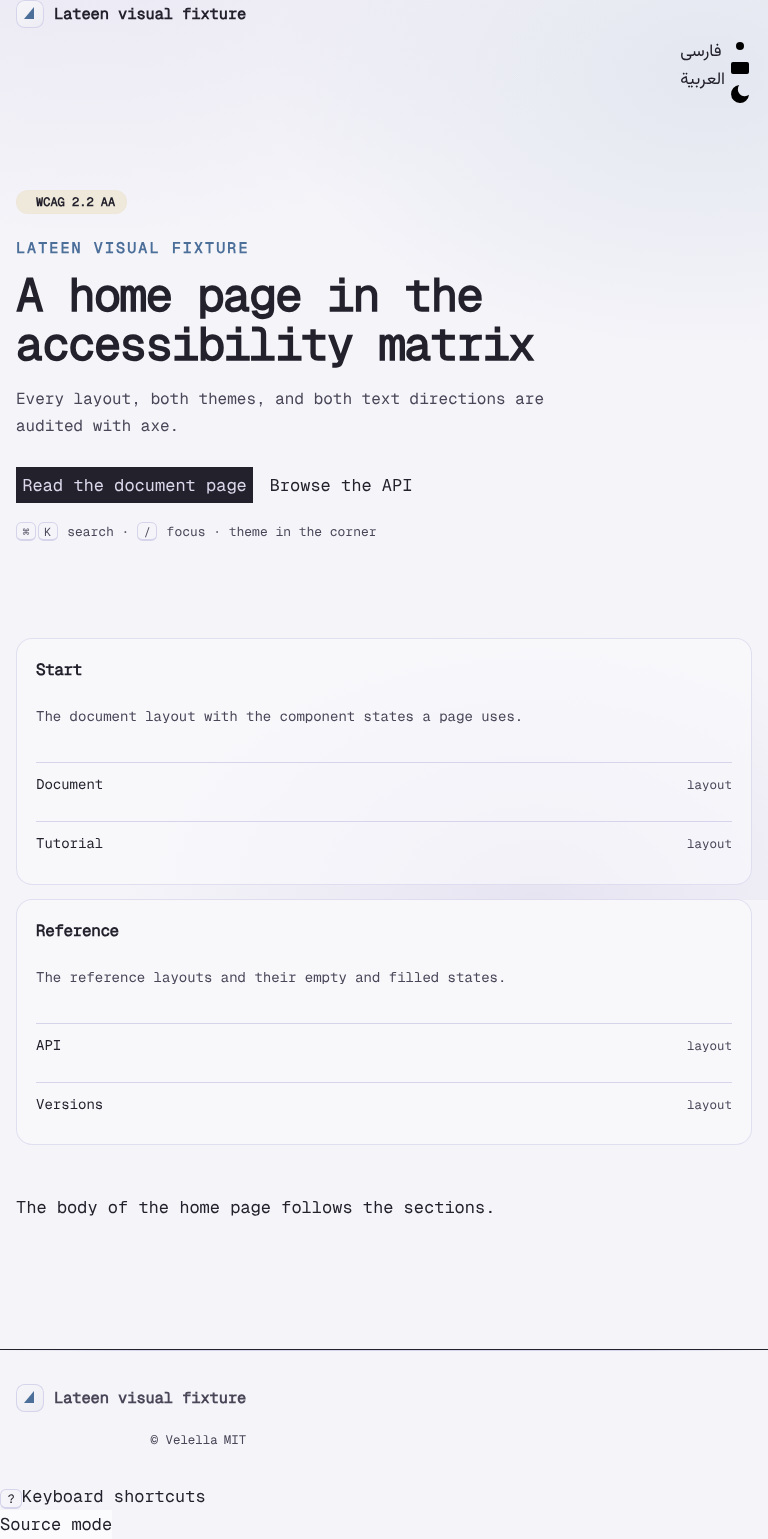 Lateen visual fixture
فارسی
العربية
WCAG 2.2 AA
LATEEN VISUAL FIXTURE
A home page in the
accessibility matrix
Every layout, both themes, and both text directions are
audited with axe.
Read the document page Browse the API
⌘ K search · / focus · theme in the corner
Start
The document layout with the component states a page uses.
Document layout
Tutorial layout
Reference
The reference layouts and their empty and filled states.
API layout
Versions layout
The body of the home page follows the sections.
Lateen visual fixture
© Velella MIT
? Keyboard shortcuts
Source mode